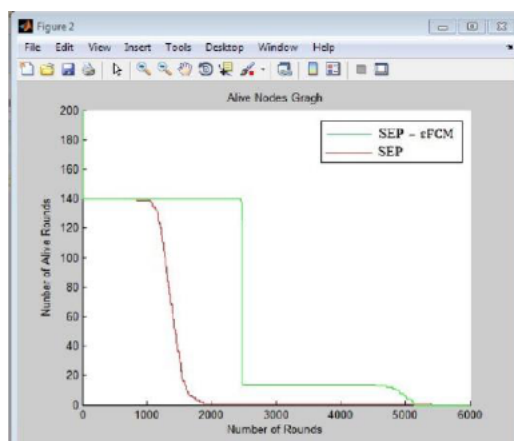 Figure 2
File Edit View Insert Tools Desktop Window Help
Alive Nodes Gragh
200
180
160
140
120
100
80
60
40
20
0
Nunber of Alive Rounds
SEP - rFCM
SEP
0 1000 2000 3000 4000 5000 6000
Number of Rounds